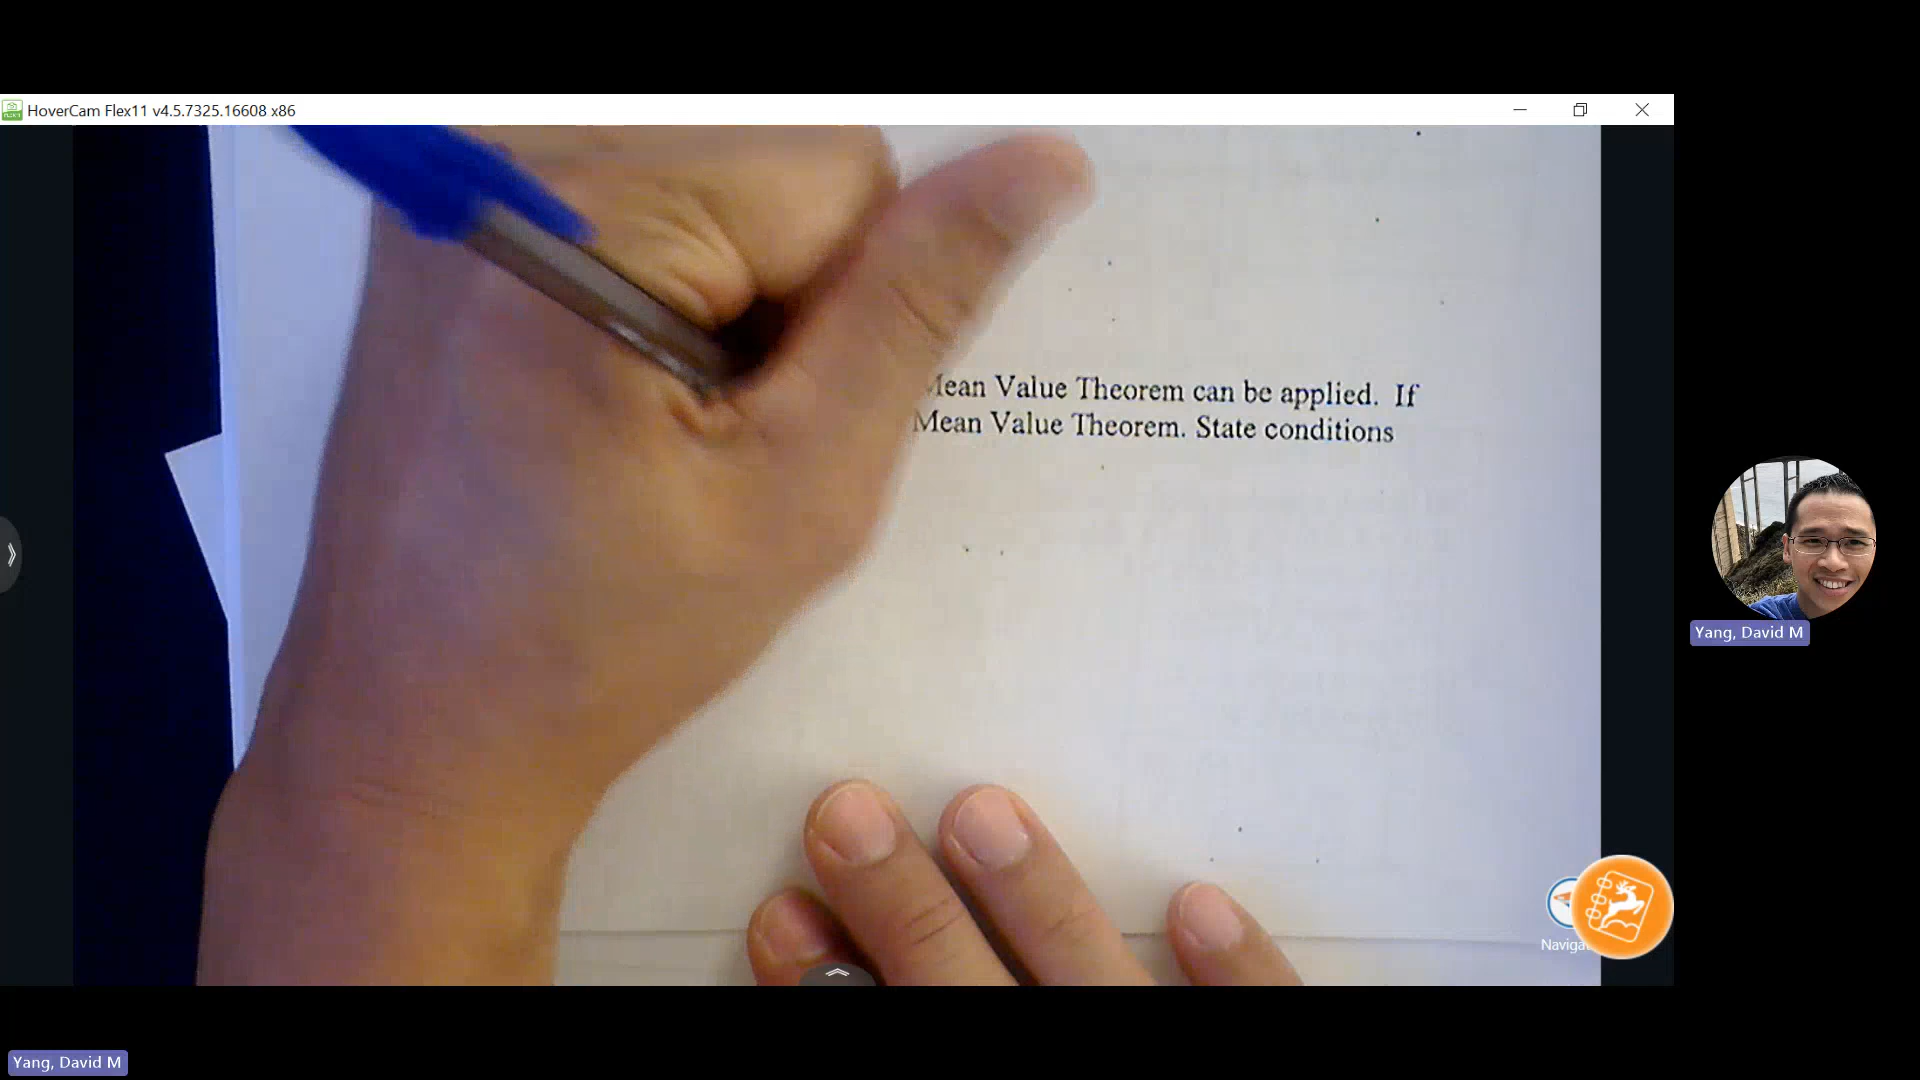 HoverCam Flex11 v4.5.7325.16608 x86
Mean Value Theorem can be applied. If
Mean Value Theorem. State conditions
Yang, David M
Yang, David M